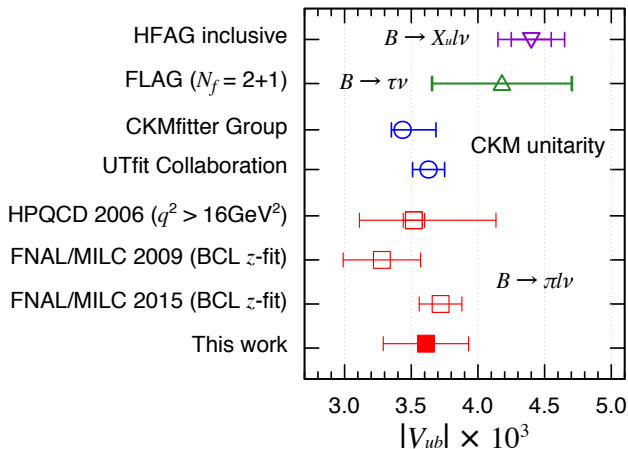 HFAG inclusive
B → Xulν
FLAG (Nf = 2+1)
B → τν
CKMfitter Group
CKM unitarity
UTfit Collaboration
HPQCD 2006 (q² > 16GeV²)
FNAL/MILC 2009 (BCL z-fit)
B → πlν
FNAL/MILC 2015 (BCL z-fit)
This work
3.0 3.5 4.0 4.5 5.0
|Vub| × 10³